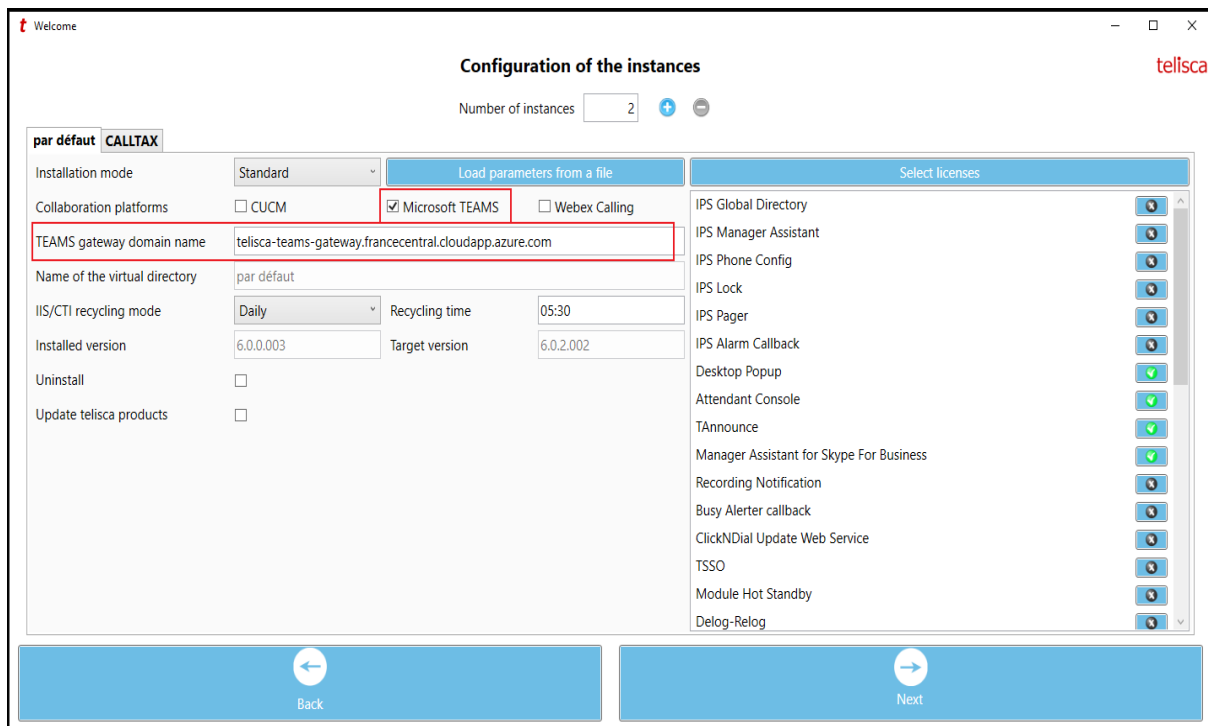 t Welcome
Configuration of the instances
telisca
Number of instances 2
par défaut CALLTAX
Installation mode Standard Load parameters from a file
Collaboration platforms CUCM Microsoft TEAMS Webex Calling
TEAMS gateway domain name telisca-teams-gateway.francecentral.cloudapp.azure.com
Name of the virtual directory par défaut
IIS/CTI recycling mode Daily Recycling time 05:30
Installed version 6.0.0.003 Target version 6.0.2.002
Uninstall
Update telisca products
Select licenses
IPS Global Directory
IPS Manager Assistant
IPS Phone Config
IPS Lock
IPS Pager
IPS Alarm Callback
Desktop Popup
Attendant Console
TAnnounce
Manager Assistant for Skype For Business
Recording Notification
Busy Alerter callback
ClickNDial Update Web Service
TSSO
Module Hot Standby
Delog-Relog
Back
Next